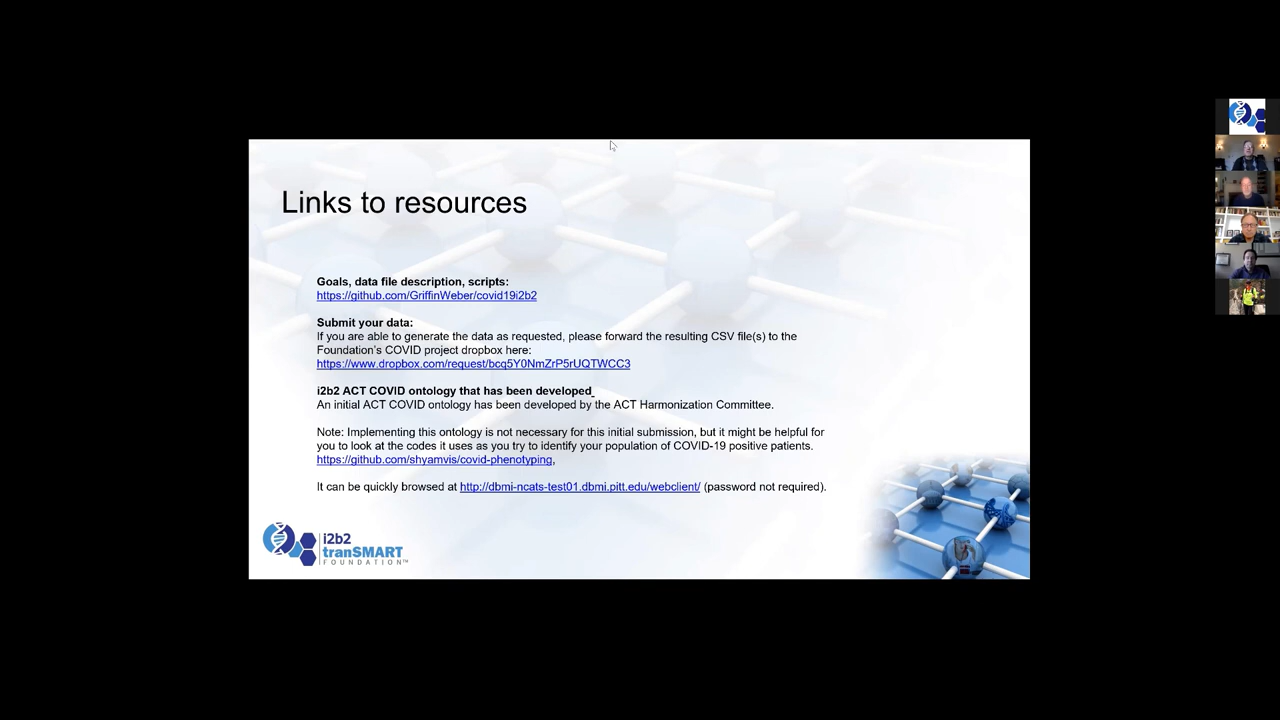 Links to resources
Goals, data file description, scripts:
https://github.com/GriffinWeber/covid19i2b2
Submit your data:
If you are able to generate the data as requested, please forward the resulting CSV file(s) to the
Foundation's COVID project dropbox here:
https://www.dropbox.com/request/bcq5Y0NmZrP5rUQTWCC3
i2b2 ACT COVID ontology that has been developed
An initial ACT COVID ontology has been developed by the ACT Harmonization Committee.
Note: Implementing this ontology is not necessary for this initial submission, but it might be helpful for
you to look at the codes it uses as you try to identify your population of COVID-19 positive patients.
https://github.com/shyamvis/covid-phenotyping,
It can be quickly browsed at http://dbmi-ncats-test01.dbmi.pitt.edu/webclient/ (password not required).
i2b2
tranSMART
FOUNDATION™